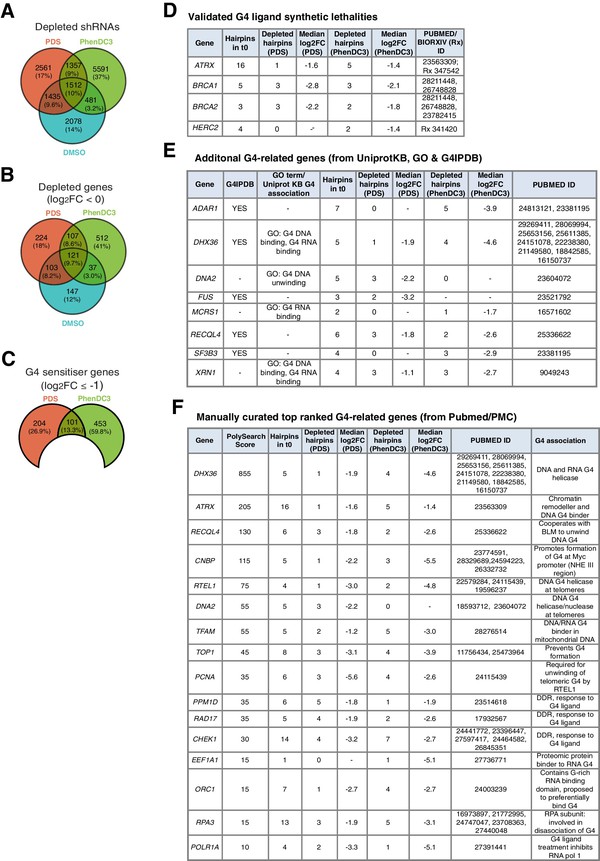 A
Depleted shRNAs
PDS
PhenDC3
2561
(17%)
1357
(9%)
5591
(37%)
1512
(10%)
1435
(9.6%)
481
(3.2%)
2078
(14%)
DMSO
B
Depleted genes
(log2FC < 0)
PDS
PhenDC3
224
(18%)
107
(8.6%)
512
(41%)
121
(9.7%)
103
(8.2%)
37
(3.0%)
147
(12%)
DMSO
C
G4 sensitiser genes
(log2FC ≤ -1)
PDS
PhenDC3
204
(26.9%)
101
(13.3%)
453
(59.8%)
D Validated G4 ligand synthetic lethalities
Gene | Hairpins in t0 | Depleted hairpins (PDS) | Median log2FC (PDS) | Depleted hairpins (PhenDC3) | Median log2FC (PhenDC3) | PUBMED/ BIORXIV (Rx) ID
ATRX | 16 | 1 | -1.6 | 5 | -1.4 | 23563309; Rx 347542
BRCA1 | 5 | 3 | -2.8 | 3 | -2.1 | 28211448, 26748828
BRCA2 | 3 | 3 | -2.2 | 2 | -1.8 | 28211448, 26748828, 23782415
HERC2 | 4 | 0 | - | 2 | -1.4 | Rx 341420
E Additonal G4-related genes (from UniprotKB, GO & G4IPDB)
Gene | G4IPDB | GO term/ Uniprot KB G4 association | Hairpins in t0 | Depleted hairpins (PDS) | Median log2FC (PDS) | Depleted hairpins (PhenDC3) | Median log2FC (PhenDC3) | PUBMED ID
ADAR1 | YES | - | 7 | 0 | - | 5 | -3.9 | 24813121, 23381195
DHX36 | YES | GO: G4 DNA binding, G4 RNA binding | 5 | 1 | -1.9 | 4 | -4.6 | 29269411, 28069994, 25653156, 25611385, 24151078, 22238380, 21149580, 18842585, 16150737
DNA2 | - | GO: G4 DNA unwinding | 5 | 3 | -2.2 | 0 | - | 23604072
FUS | YES | - | 3 | 2 | -3.2 | - | - | 23521792
MCRS1 | - | GO: G4 RNA binding | 2 | 0 | - | 1 | -1.7 | 16571602
RECQL4 | YES | - | 6 | 3 | -1.8 | 2 | -2.6 | 25336622
SF3B3 | YES | - | 4 | 0 | - | 3 | -2.9 | 23381195
XRN1 | - | GO: G4 DNA binding, G4 RNA binding | 4 | 3 | -1.1 | 3 | -2.7 | 9049243
F Manually curated top ranked G4-related genes (from Pubmed/PMC)
Gene | PolySearch Score | Hairpins in t0 | Depleted hairpins (PDS) | Median log2FC (PDS) | Depleted hairpins (PhenDC3) | Median log2FC (PhenDC3) | PUBMED ID | G4 association
DHX36 | 855 | 5 | 1 | -1.9 | 4 | -4.6 | 29269411, 28069994, 25653156, 25611385, 24151078, 22238380, 21149580, 18842585, 16150737 | DNA and RNA G4 helicase
ATRX | 205 | 16 | 1 | -1.6 | 5 | -1.4 | 23563309 | Chromatin remodeller and DNA G4 binder
RECQL4 | 130 | 6 | 3 | -1.8 | 2 | -2.6 | 25336622 | Cooperates with BLM to unwind DNA G4
CNBP | 115 | 5 | 1 | -2.2 | 3 | -5.5 | 23774591, 28329689,24594223, 26332732 | Promotes formation of G4 at Myc promoter (NHE III region)
RTEL1 | 75 | 4 | 1 | -3.0 | 2 | -4.8 | 22579284, 24115439, 19596237 | DNA G4 helicase at telomeres
DNA2 | 55 | 5 | 3 | -2.2 | 0 | - | 18593712, 23604072 | DNA G4 helicase/nuclease at telomeres
TFAM | 55 | 5 | 2 | -1.2 | 5 | -3.0 | 28276514 | DNA/RNA G4 binder in mitochondrial DNA
TOP1 | 45 | 8 | 3 | -3.1 | 4 | -3.9 | 11756434, 25473964 | Prevents G4 formation
PCNA | 35 | 6 | 3 | -5.6 | 4 | -2.6 | 24115439 | Required for unwinding of telomeric G4 by RTEL1
PPM1D | 35 | 6 | 5 | -1.8 | 1 | -1.9 | 23514618 | DDR, response to G4 ligand
RAD17 | 35 | 5 | 4 | -1.9 | 2 | -2.6 | 17932567 | DDR, response to G4 ligand
CHEK1 | 30 | 14 | 4 | -3.2 | 7 | -2.7 | 24441772, 23396447, 27597417, 24464582, 26845351 | DDR, response to G4 ligand
EEF1A1 | 15 | 1 | 0 | - | 1 | -5.1 | 27736771 | Proteomic protein binder to RNA G4
ORC1 | 15 | 7 | 1 | -2.7 | 4 | -2.7 | 24003239 | Contains G-rich RNA binding domain, proposed to preferentially bind G4
RPA3 | 15 | 13 | 3 | -1.9 | 5 | -3.1 | 16973897, 21772995, 24747047, 23708363, 27440048 | RPA subunit: involved in disasociation of G4
POLR1A | 10 | 4 | 2 | -3.3 | 1 | -5.1 | 27391441 | G4 ligand treatment inhibits RNA pol 1